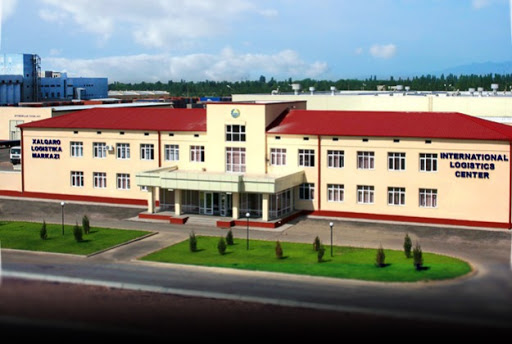 XALQARO
LOGISTIKA
MARKAZI
INTERNATIONAL
LOGISTICS
CENTER